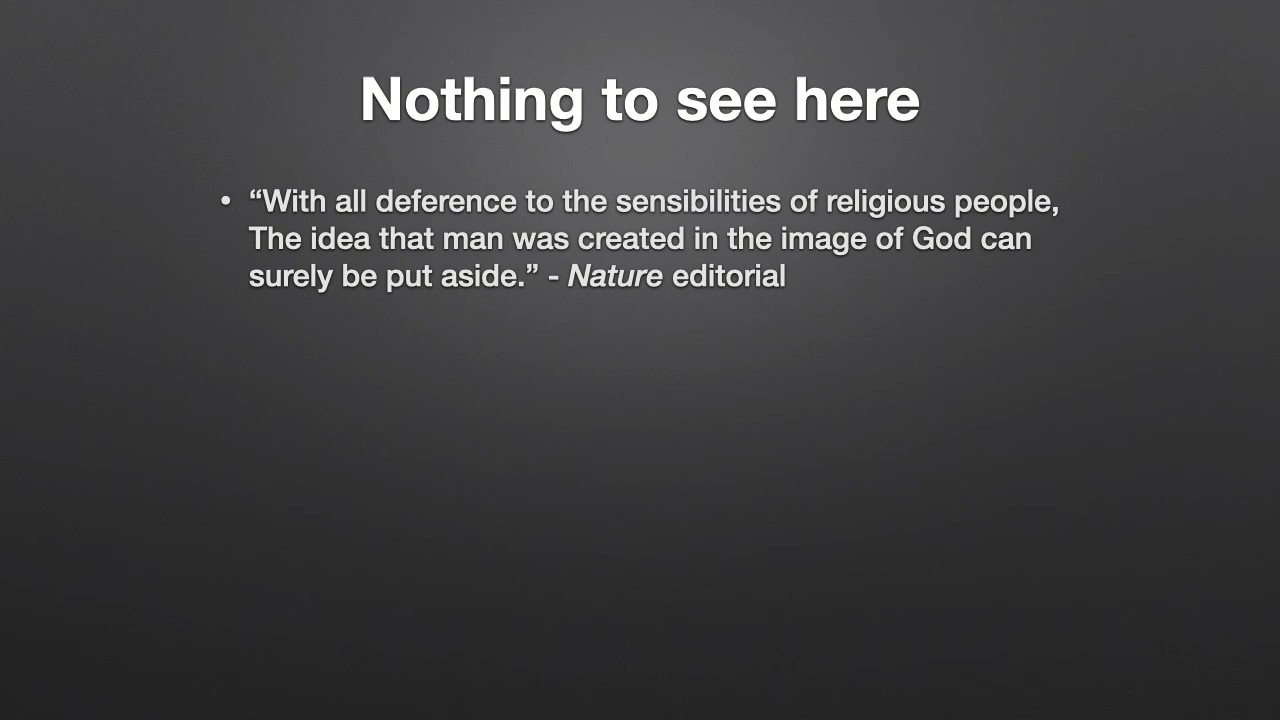 Nothing to see here
• “With all deference to the sensibilities of religious people,
The idea that man was created in the image of God can
surely be put aside.” - Nature editorial